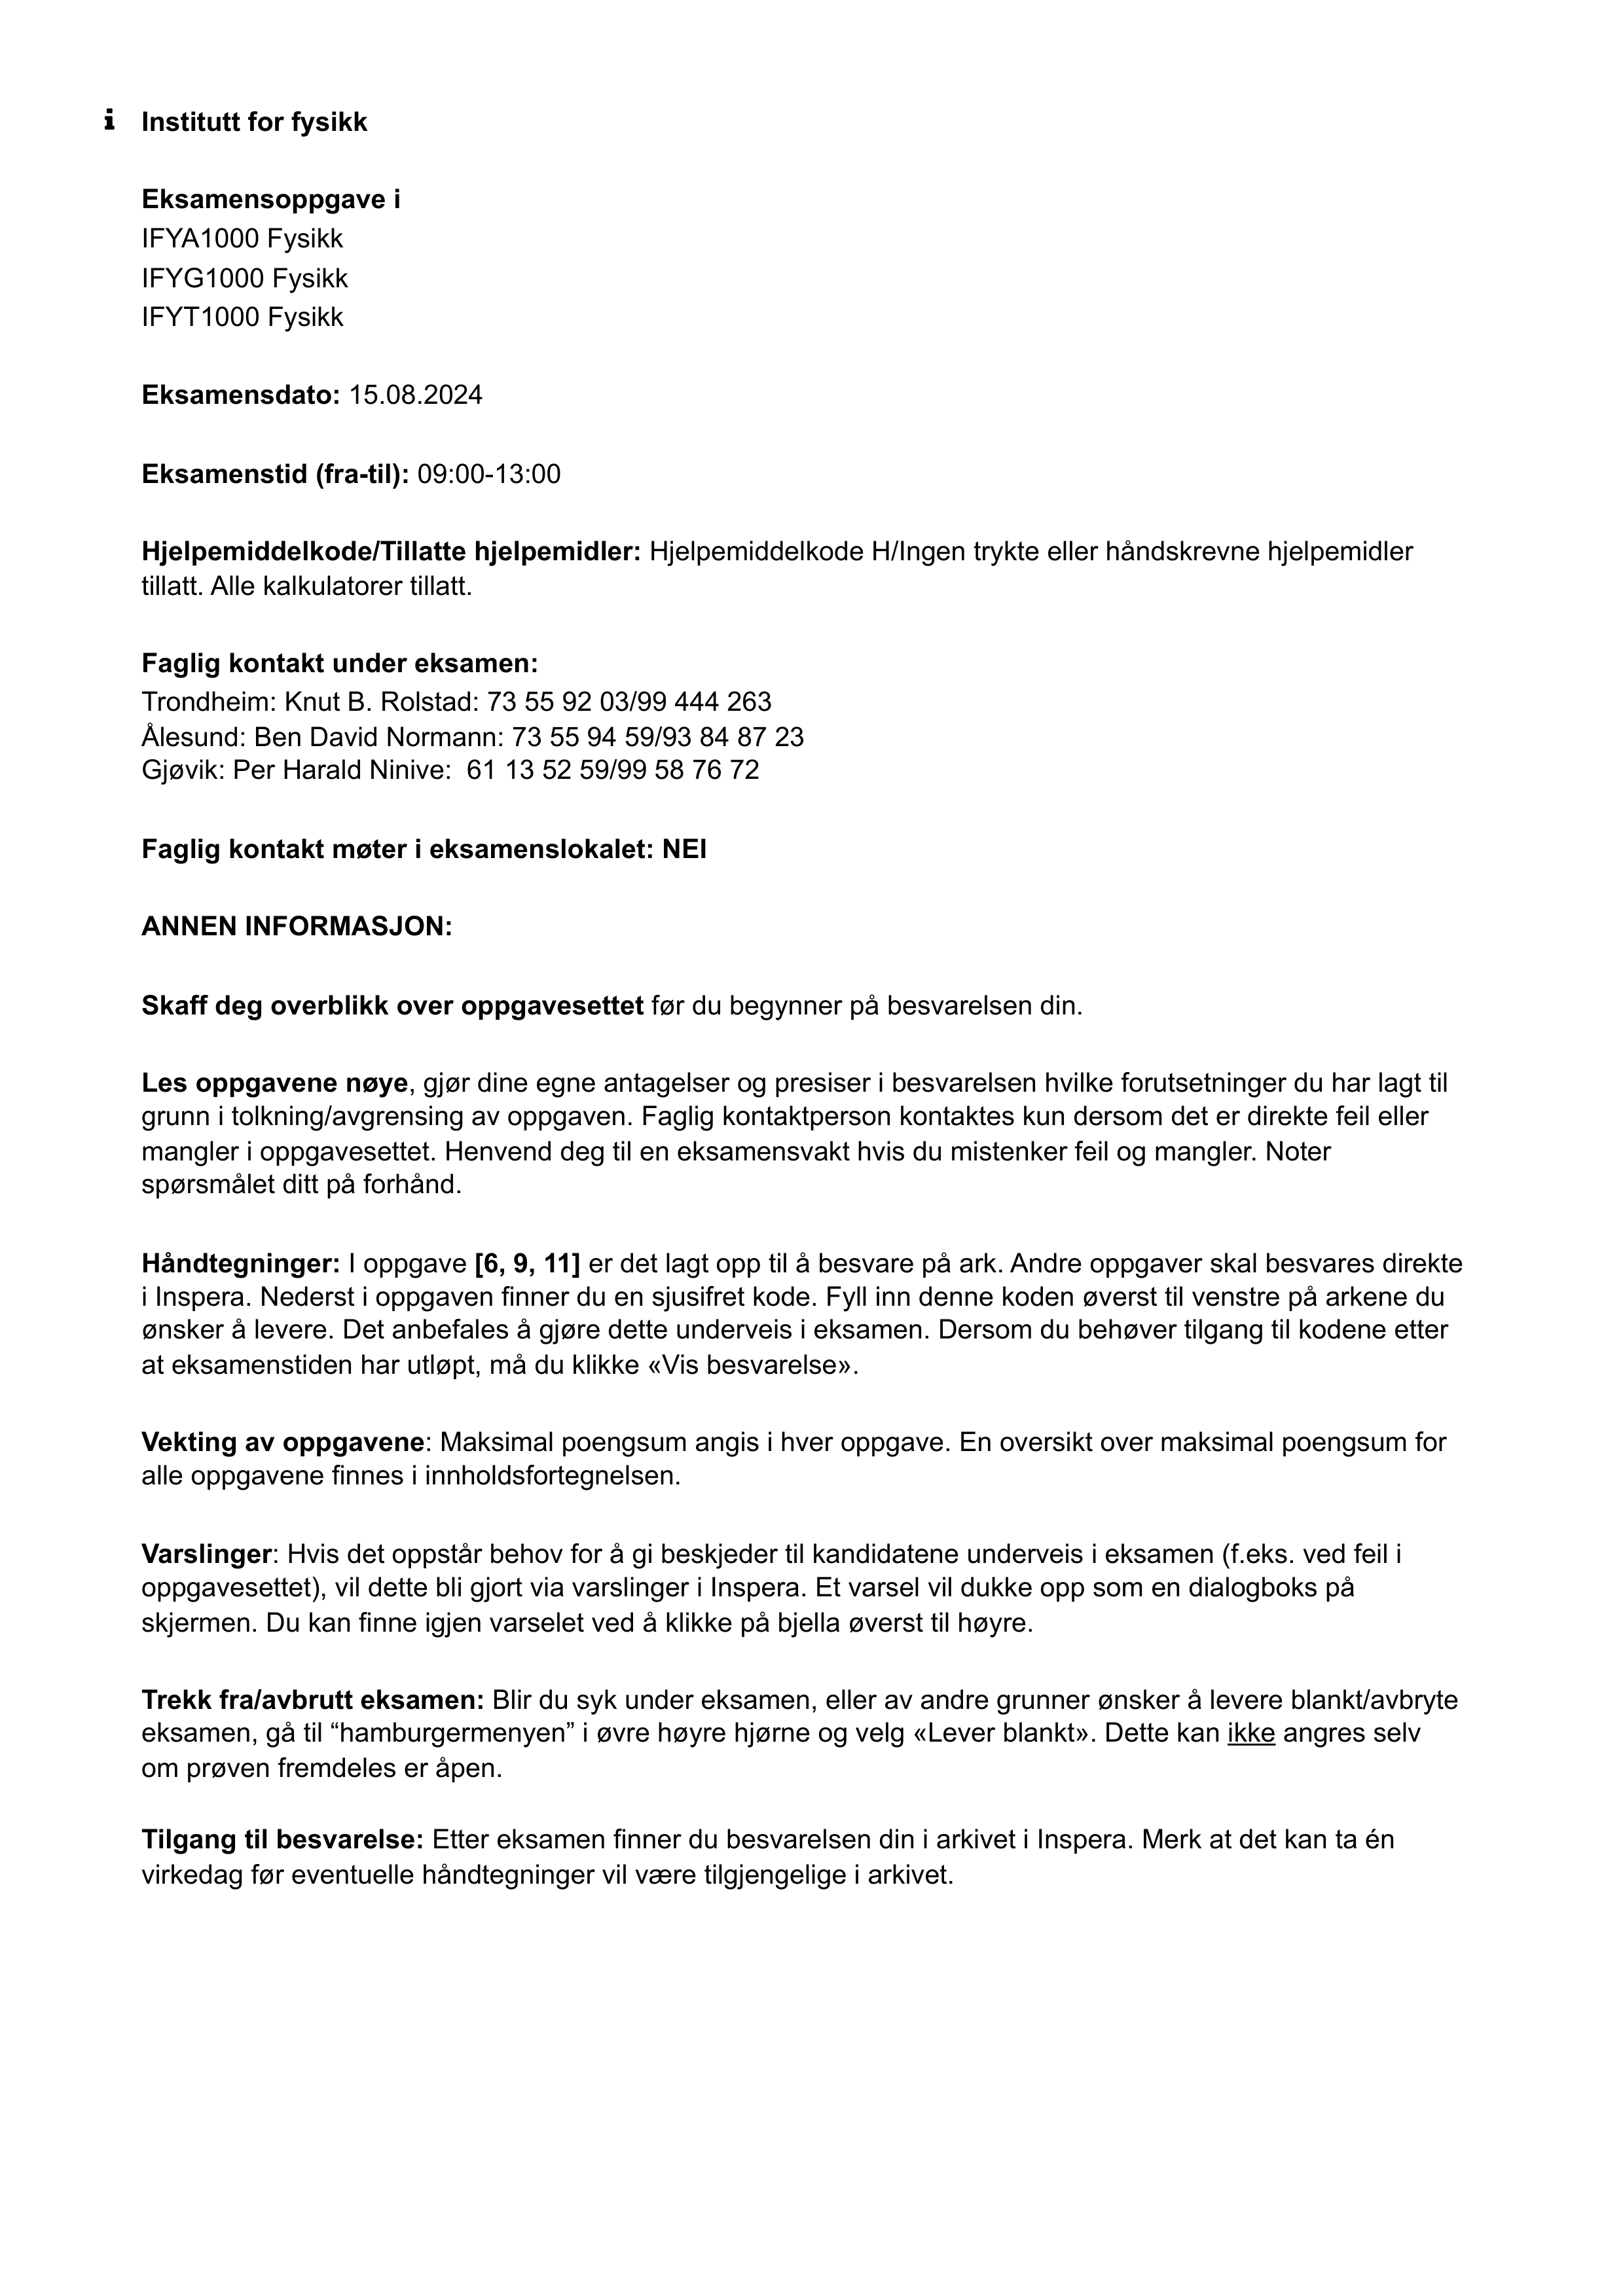 i Institutt for fysikk
Eksamensoppgave i
IFYA1000 Fysikk
IFYG1000 Fysikk
IFYT1000 Fysikk
Eksamensdato: 15.08.2024
Eksamenstid (fra-til): 09:00-13:00
Hjelpemiddelkode/Tillatte hjelpemidler: Hjelpemiddelkode H/Ingen trykte eller håndskrevne hjelpemidler
tillatt. Alle kalkulatorer tillatt.
Faglig kontakt under eksamen:
Trondheim: Knut B. Rolstad: 73 55 92 03/99 444 263
Ålesund: Ben David Normann: 73 55 94 59/93 84 87 23
Gjøvik: Per Harald Ninive:  61 13 52 59/99 58 76 72
Faglig kontakt møter i eksamenslokalet: NEI
ANNEN INFORMASJON:
Skaff deg overblikk over oppgavesettet før du begynner på besvarelsen din.
Les oppgavene nøye, gjør dine egne antagelser og presiser i besvarelsen hvilke forutsetninger du har lagt til
grunn i tolkning/avgrensing av oppgaven. Faglig kontaktperson kontaktes kun dersom det er direkte feil eller
mangler i oppgavesettet. Henvend deg til en eksamensvakt hvis du mistenker feil og mangler. Noter
spørsmålet ditt på forhånd.
Håndtegninger: I oppgave [6, 9, 11] er det lagt opp til å besvare på ark. Andre oppgaver skal besvares direkte
i Inspera. Nederst i oppgaven finner du en sjusifret kode. Fyll inn denne koden øverst til venstre på arkene du
ønsker å levere. Det anbefales å gjøre dette underveis i eksamen. Dersom du behøver tilgang til kodene etter
at eksamenstiden har utløpt, må du klikke «Vis besvarelse».
Vekting av oppgavene: Maksimal poengsum angis i hver oppgave. En oversikt over maksimal poengsum for
alle oppgavene finnes i innholdsfortegnelsen.
Varslinger: Hvis det oppstår behov for å gi beskjeder til kandidatene underveis i eksamen (f.eks. ved feil i
oppgavesettet), vil dette bli gjort via varslinger i Inspera. Et varsel vil dukke opp som en dialogboks på
skjermen. Du kan finne igjen varselet ved å klikke på bjella øverst til høyre.
Trekk fra/avbrutt eksamen: Blir du syk under eksamen, eller av andre grunner ønsker å levere blankt/avbryte
eksamen, gå til “hamburgermenyen” i øvre høyre hjørne og velg «Lever blankt». Dette kan ikke angres selv
om prøven fremdeles er åpen.
Tilgang til besvarelse: Etter eksamen finner du besvarelsen din i arkivet i Inspera. Merk at det kan ta én
virkedag før eventuelle håndtegninger vil være tilgjengelige i arkivet.